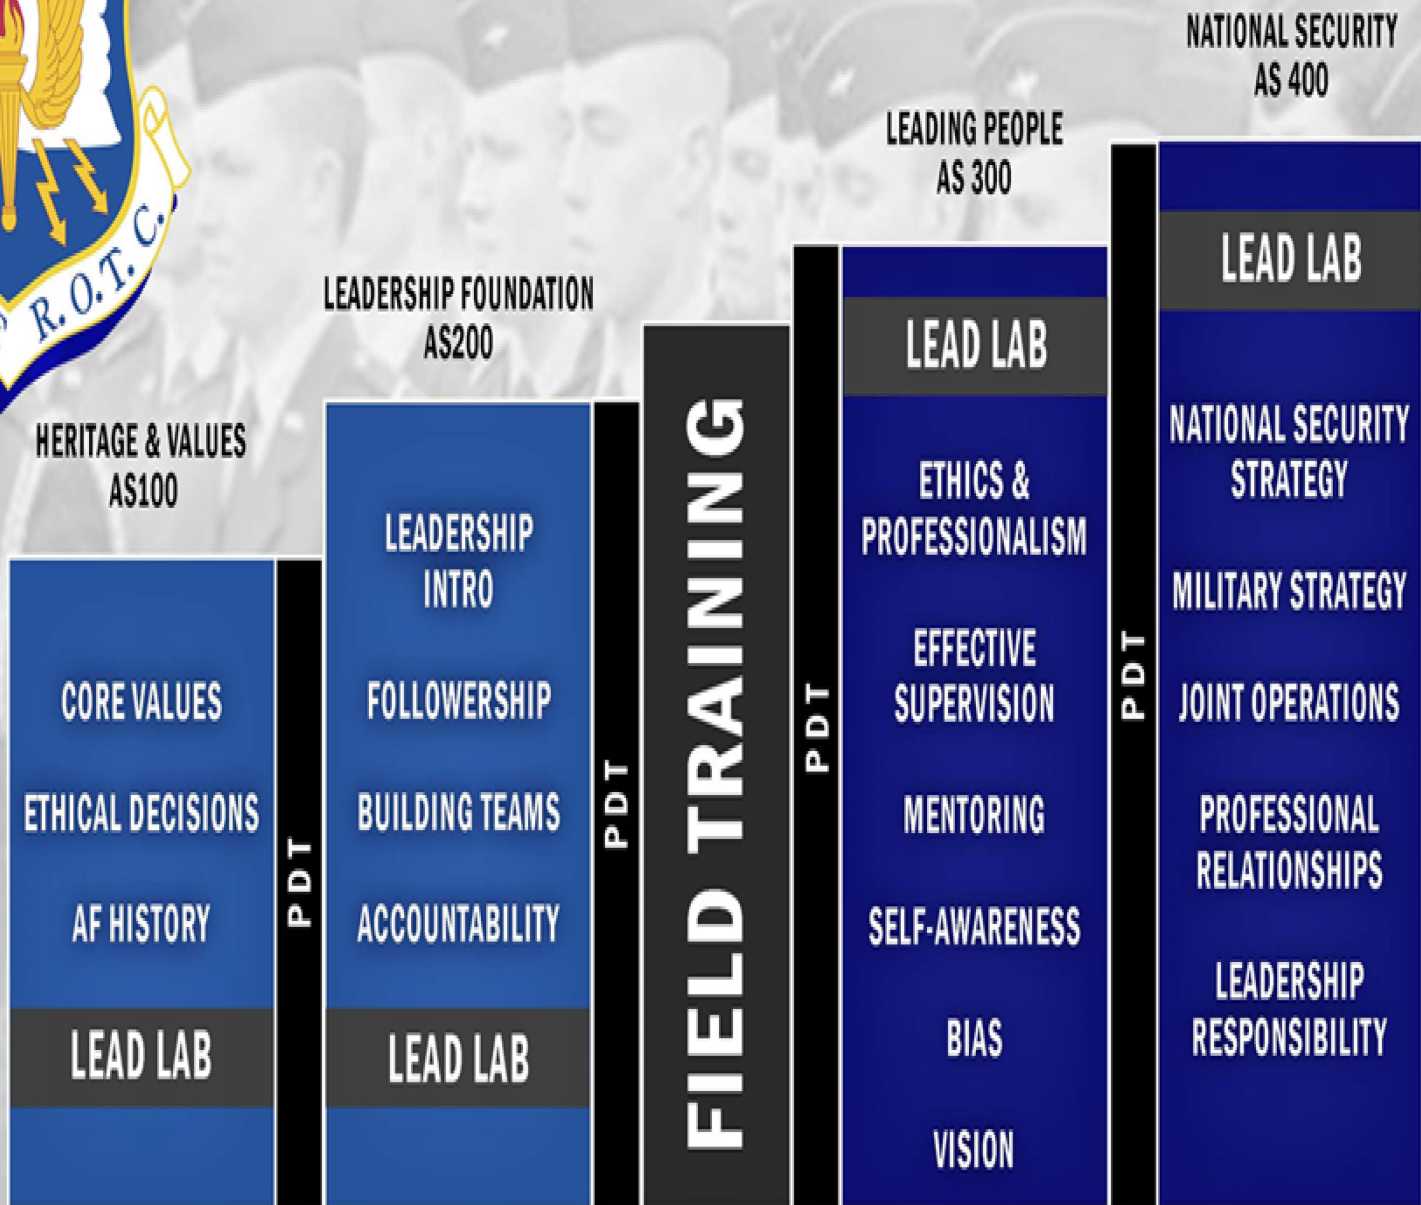 R.O.T.C.
HERITAGE & VALUES
AS100
CORE VALUES
ETHICAL DECISIONS
AF HISTORY
LEAD LAB
PDT
LEADERSHIP FOUNDATION
AS200
LEADERSHIP
INTRO
FOLLOWERSHIP
BUILDING TEAMS
ACCOUNTABILITY
LEAD LAB
PDT
FIELD TRAINING
PDT
LEADING PEOPLE
AS 300
LEAD LAB
ETHICS &
PROFESSIONALISM
EFFECTIVE
SUPERVISION
MENTORING
SELF-AWARENESS
BIAS
VISION
PDT
NATIONAL SECURITY
AS 400
LEAD LAB
NATIONAL SECURITY
STRATEGY
MILITARY STRATEGY
JOINT OPERATIONS
PROFESSIONAL
RELATIONSHIPS
LEADERSHIP
RESPONSIBILITY